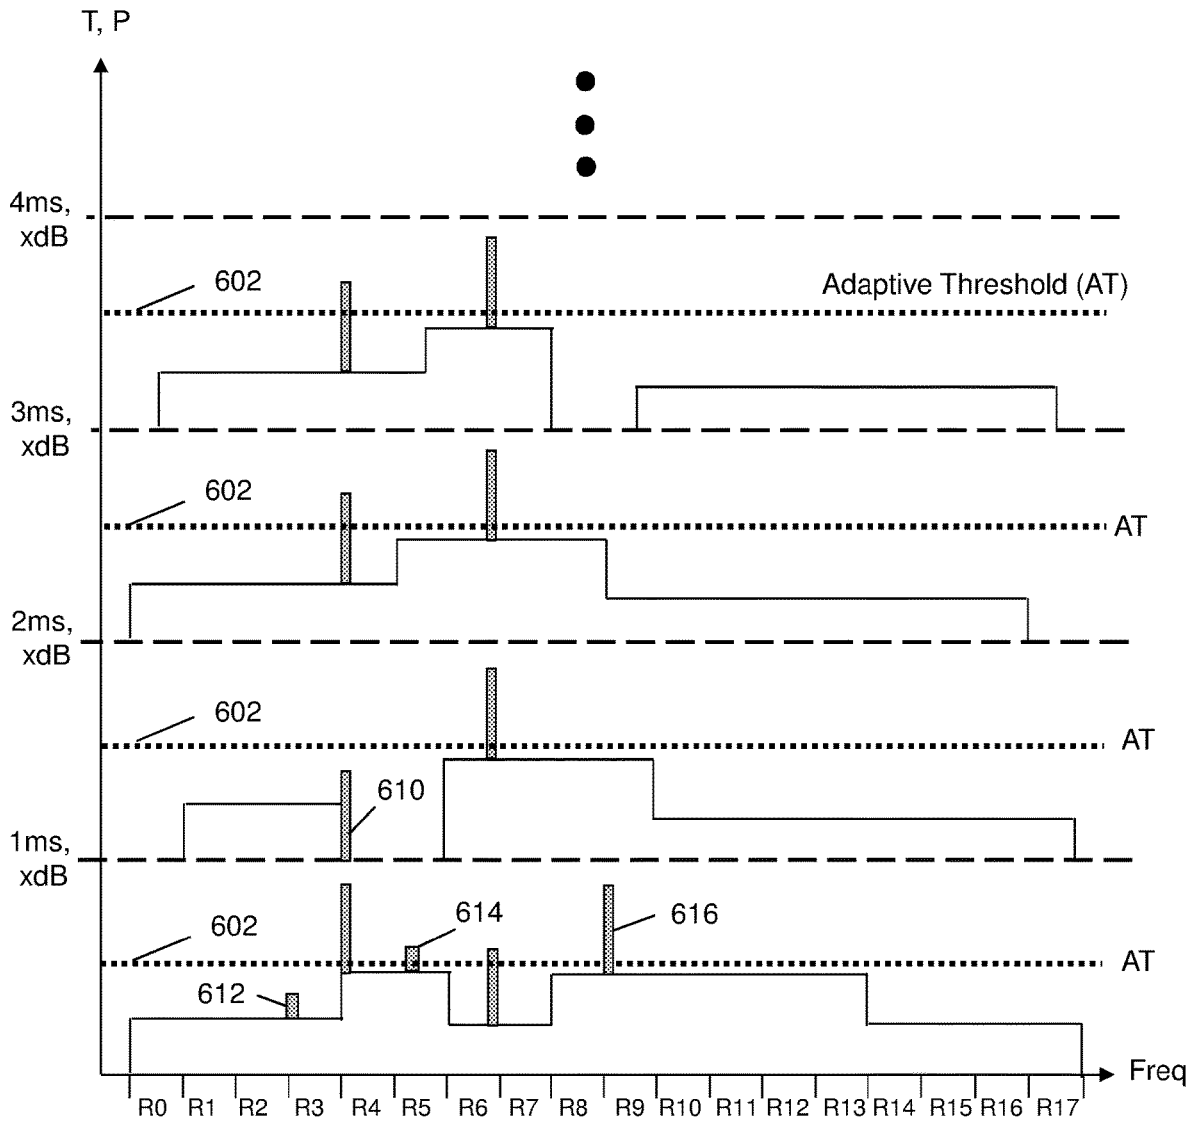 T, P
4ms,
xdB
602
Adaptive Threshold (AT)
3ms,
xdB
602
AT
2ms,
xdB
602
AT
610
1ms,
xdB
614
616
602
AT
612
Freq
R0 R1 R2 R3 R4 R5 R6 R7 R8 R9 R10 R11 R12 R13 R14 R15 R16 R17